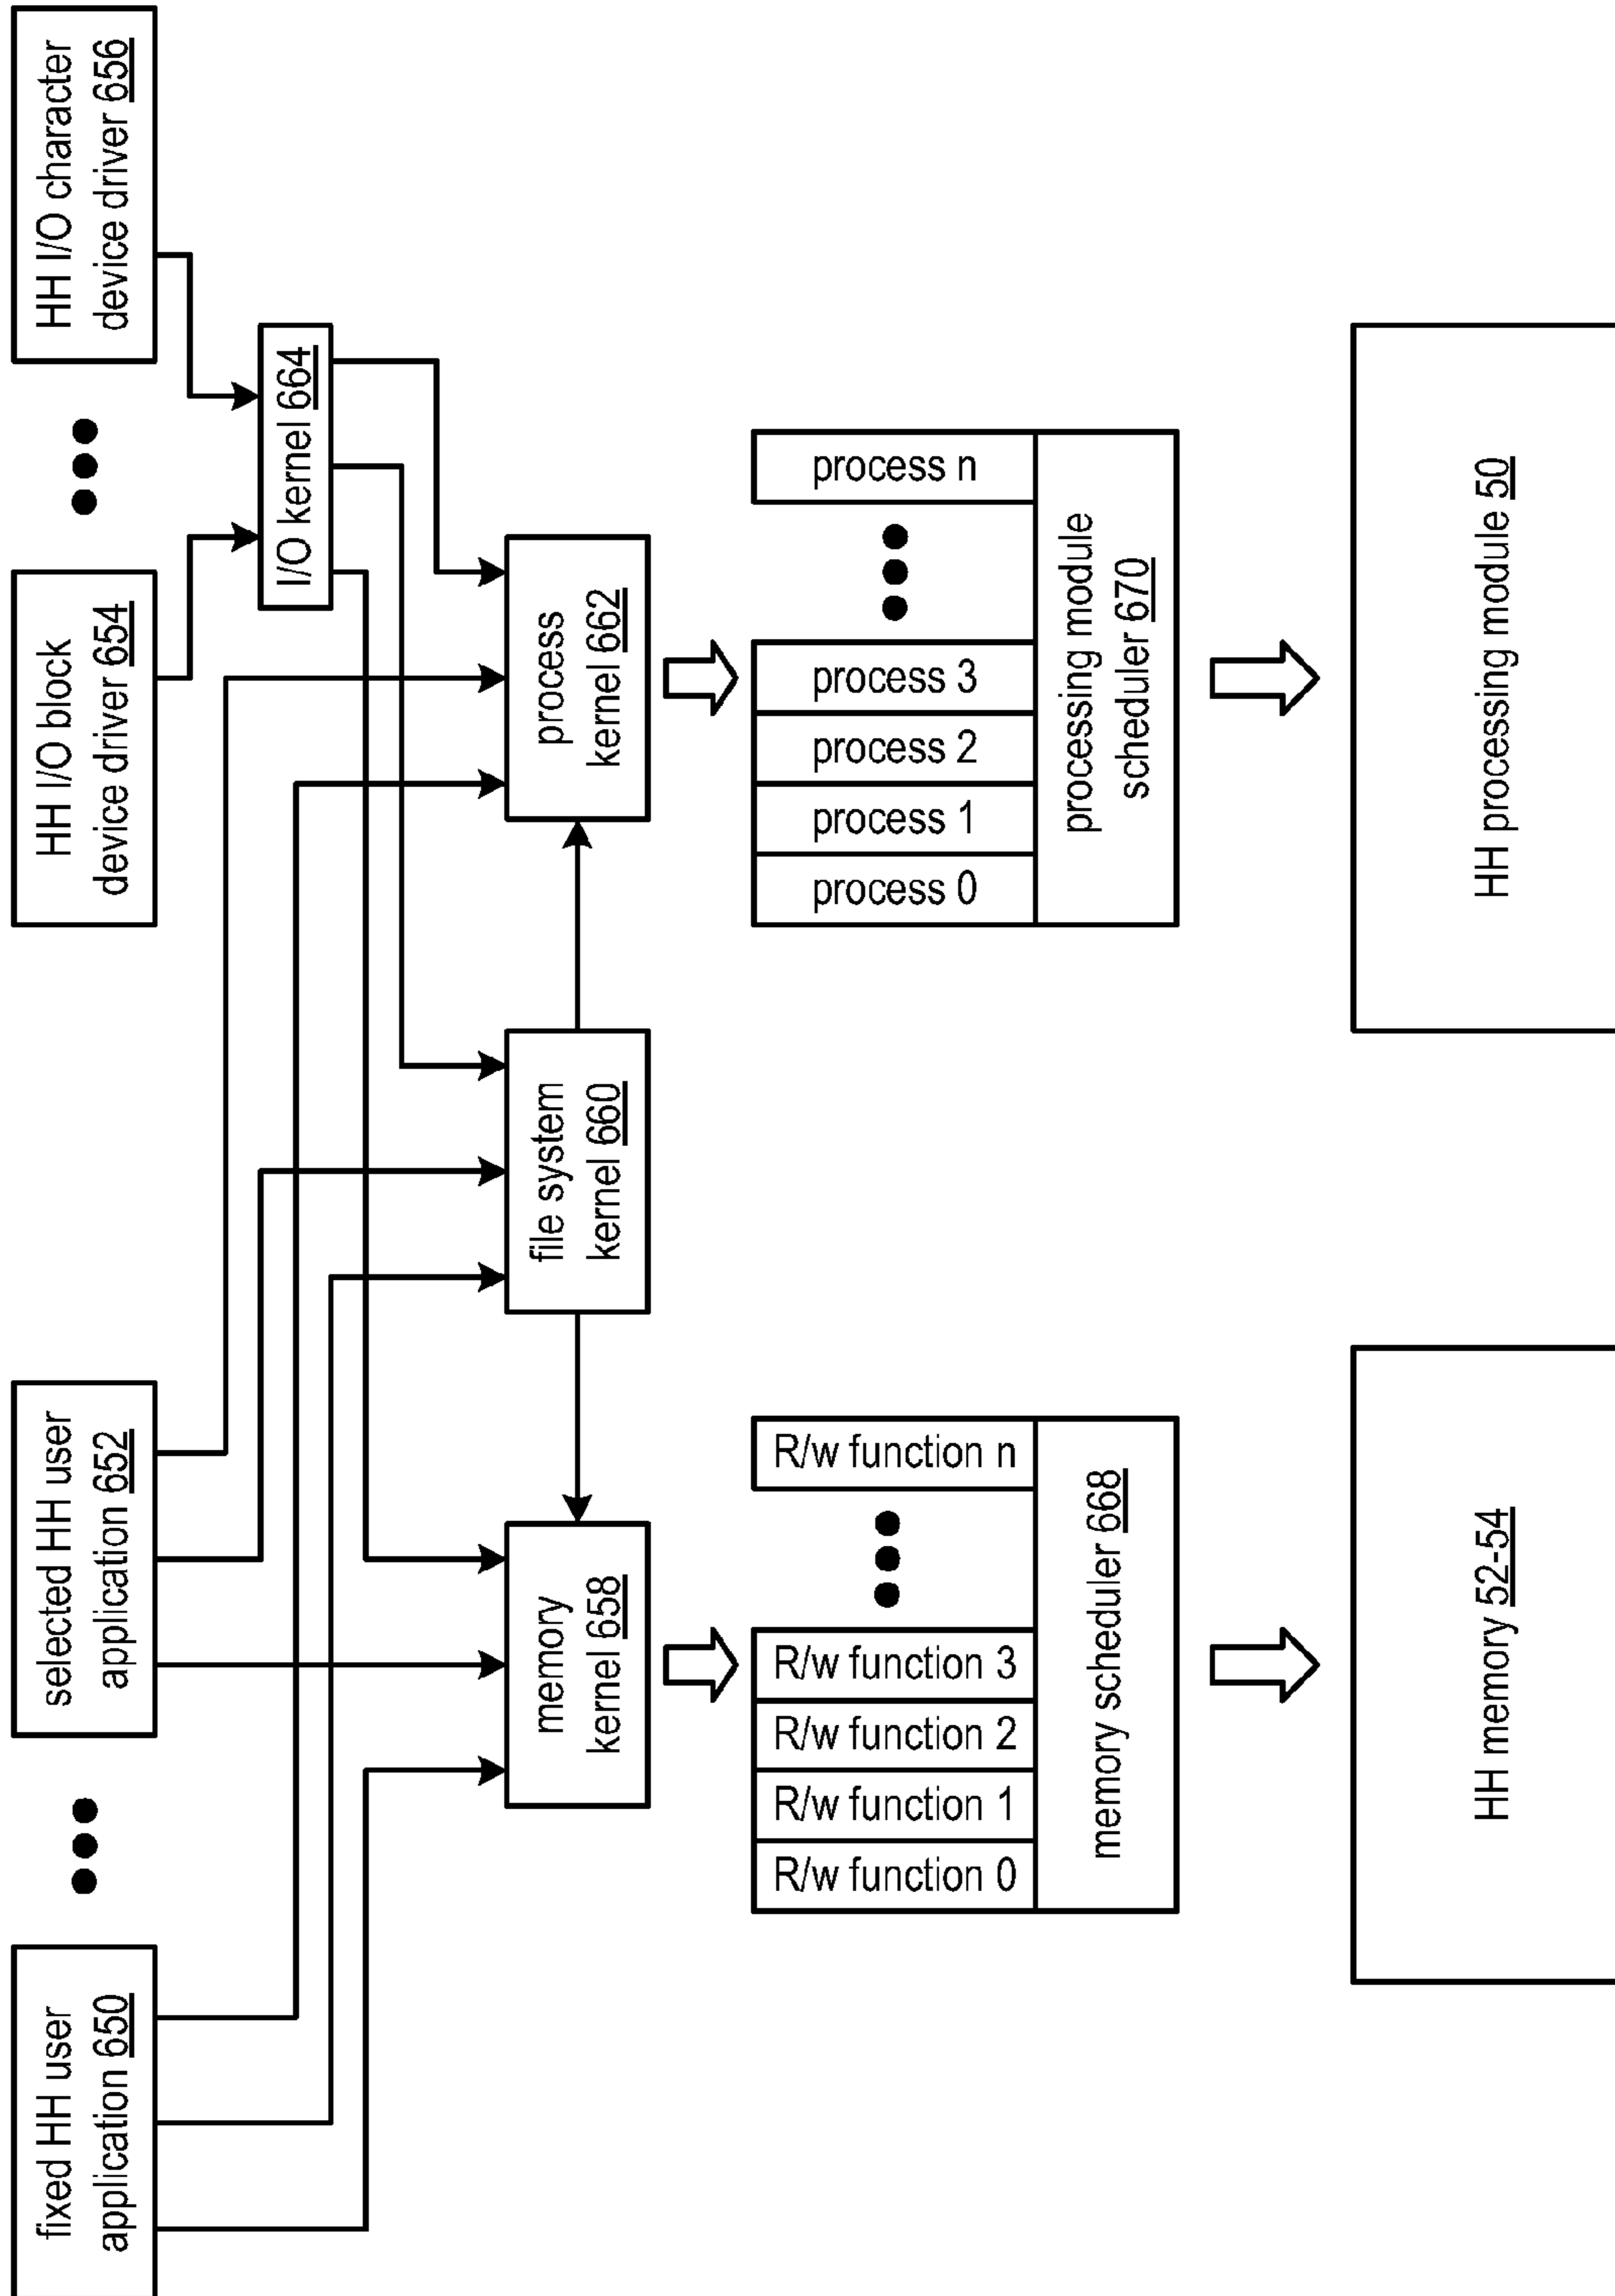 fixed HH user
application 650
selected HH user
application 652
HH I/O block
device driver 654
HH I/O character
device driver 656
I/O kernel 664
memory
kernel 658
file system
kernel 660
process
kernel 662
R/w function 0
R/w function 1
R/w function 2
R/w function 3
R/w function n
memory scheduler 668
process 0
process 1
process 2
process 3
process n
processing module
scheduler 670
HH memory 52-54
HH processing module 50